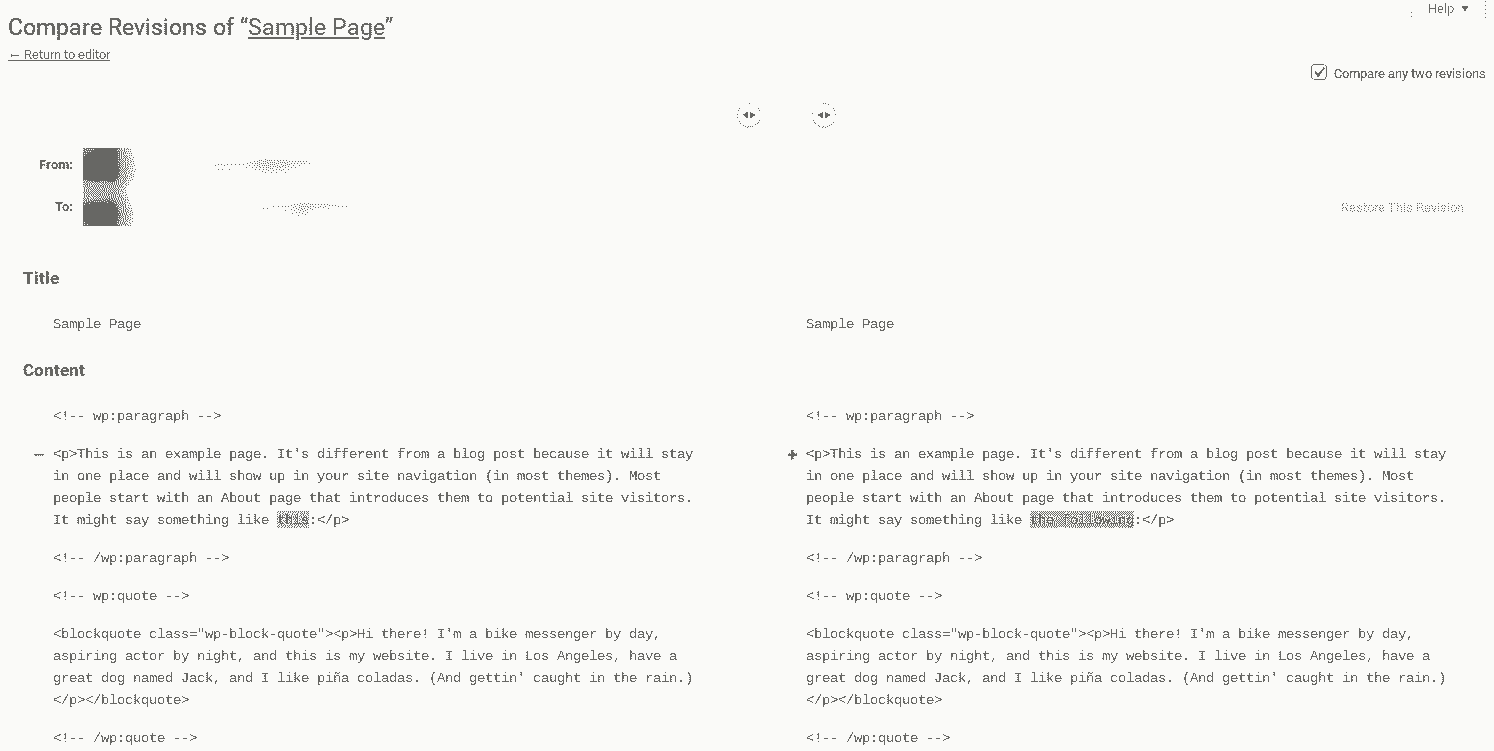 Help ▼
Compare Revisions of “Sample Page”
← Return to editor
Compare any two revisions
From:
To:
Restore This Revision
Title
Sample Page
Sample Page
Content
<!-- wp:paragraph -->
− <p>This is an example page. It's different from a blog post because it will stay
in one place and will show up in your site navigation (in most themes). Most
people start with an About page that introduces them to potential site visitors.
It might say something like this:</p>
<!-- /wp:paragraph -->
<!-- wp:quote -->
<blockquote class="wp-block-quote"><p>Hi there! I'm a bike messenger by day,
aspiring actor by night, and this is my website. I live in Los Angeles, have a
great dog named Jack, and I like piña coladas. (And gettin' caught in the rain.)
</p></blockquote>
<!-- /wp:quote -->
<!-- wp:paragraph -->
+ <p>This is an example page. It's different from a blog post because it will stay
in one place and will show up in your site navigation (in most themes). Most
people start with an About page that introduces them to potential site visitors.
It might say something like the following:</p>
<!-- /wp:paragraph -->
<!-- wp:quote -->
<blockquote class="wp-block-quote"><p>Hi there! I'm a bike messenger by day,
aspiring actor by night, and this is my website. I live in Los Angeles, have a
great dog named Jack, and I like piña coladas. (And gettin' caught in the rain.)
</p></blockquote>
<!-- /wp:quote -->